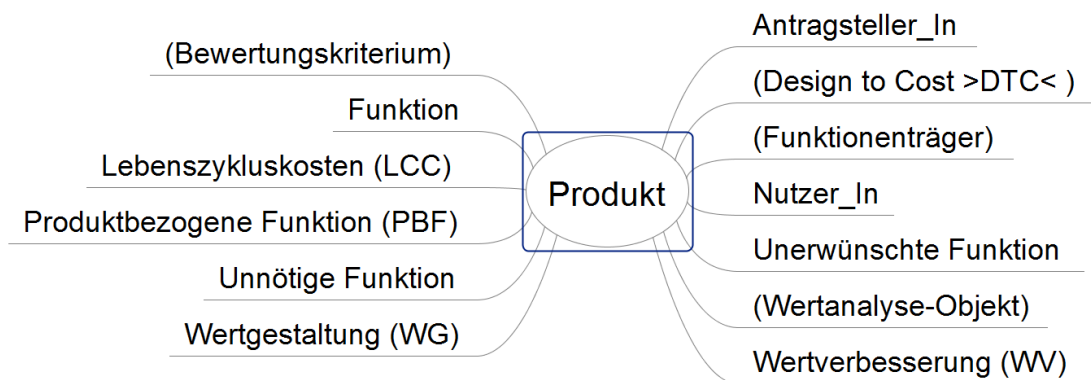 (Bewertungskriterium)
Funktion
Lebenszykluskosten (LCC)
Produktbezogene Funktion (PBF)
Unnötige Funktion
Wertgestaltung (WG)
Produkt
Antragsteller_In
(Design to Cost >DTC< )
(Funktionenträger)
Nutzer_In
Unerwünschte Funktion
(Wertanalyse-Objekt)
Wertverbesserung (WV)